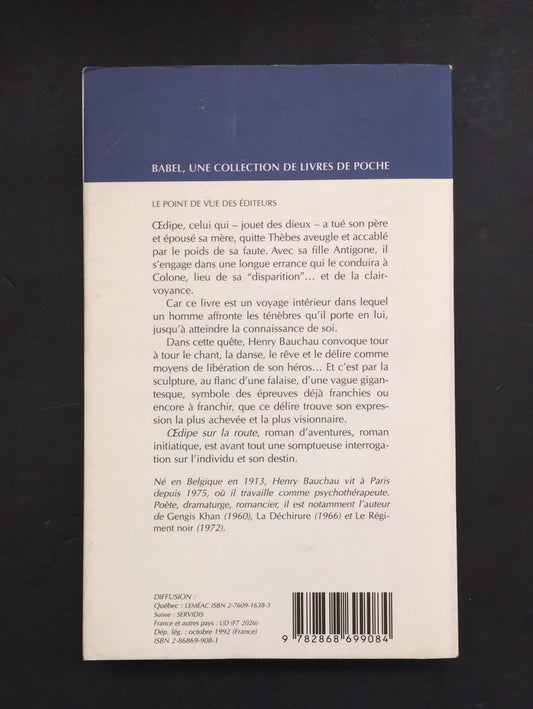 BABEL, UNE COLLECTION DE LIVRES DE POCHE
LE POINT DE VUE DES ÉDITEURS
Œdipe, celui qui – jouet des dieux – a tué son père
et épousé sa mère, quitte Thèbes aveugle et accablé
par le poids de sa faute. Avec sa fille Antigone, il
s'engage dans une longue errance qui le conduira à
Colone, lieu de sa “disparition”... et de la clair-
voyance.
Car ce livre est un voyage intérieur dans lequel
un homme affronte les ténèbres qu'il porte en lui,
jusqu'à atteindre la connaissance de soi.
Dans cette quête, Henry Bauchau convoque tour
à tour le chant, la danse, le rêve et le délire comme
moyens de libération de son héros... Et c'est par la
sculpture, au flanc d'une falaise, d'une vague gigan-
tesque, symbole des épreuves déjà franchies ou
encore à franchir, que ce délire trouve son expres-
sion la plus achevée et la plus visionnaire.
Œdipe sur la route, roman d'aventures, roman
initiatique, est avant tout une somptueuse interroga-
tion sur l'individu et son destin.
Né en Belgique en 1913, Henry Bauchau vit à Paris
depuis 1975, où il travaille comme psychothérapeute.
Poète, dramaturge, romancier, il est notamment l'auteur
de Gengis Khan (1960), La Déchirure (1966) et Le Régi-
ment noir (1972).
DIFFUSION :
Québec : LEMÉAC ISBN 2-7609-1638-3
Suisse : SERVIDIS
France et autres pays : UD (F7 2026)
Dép. lég. : octobre 1992 (France)
ISBN 2-86869-908-1
9 782868 699084